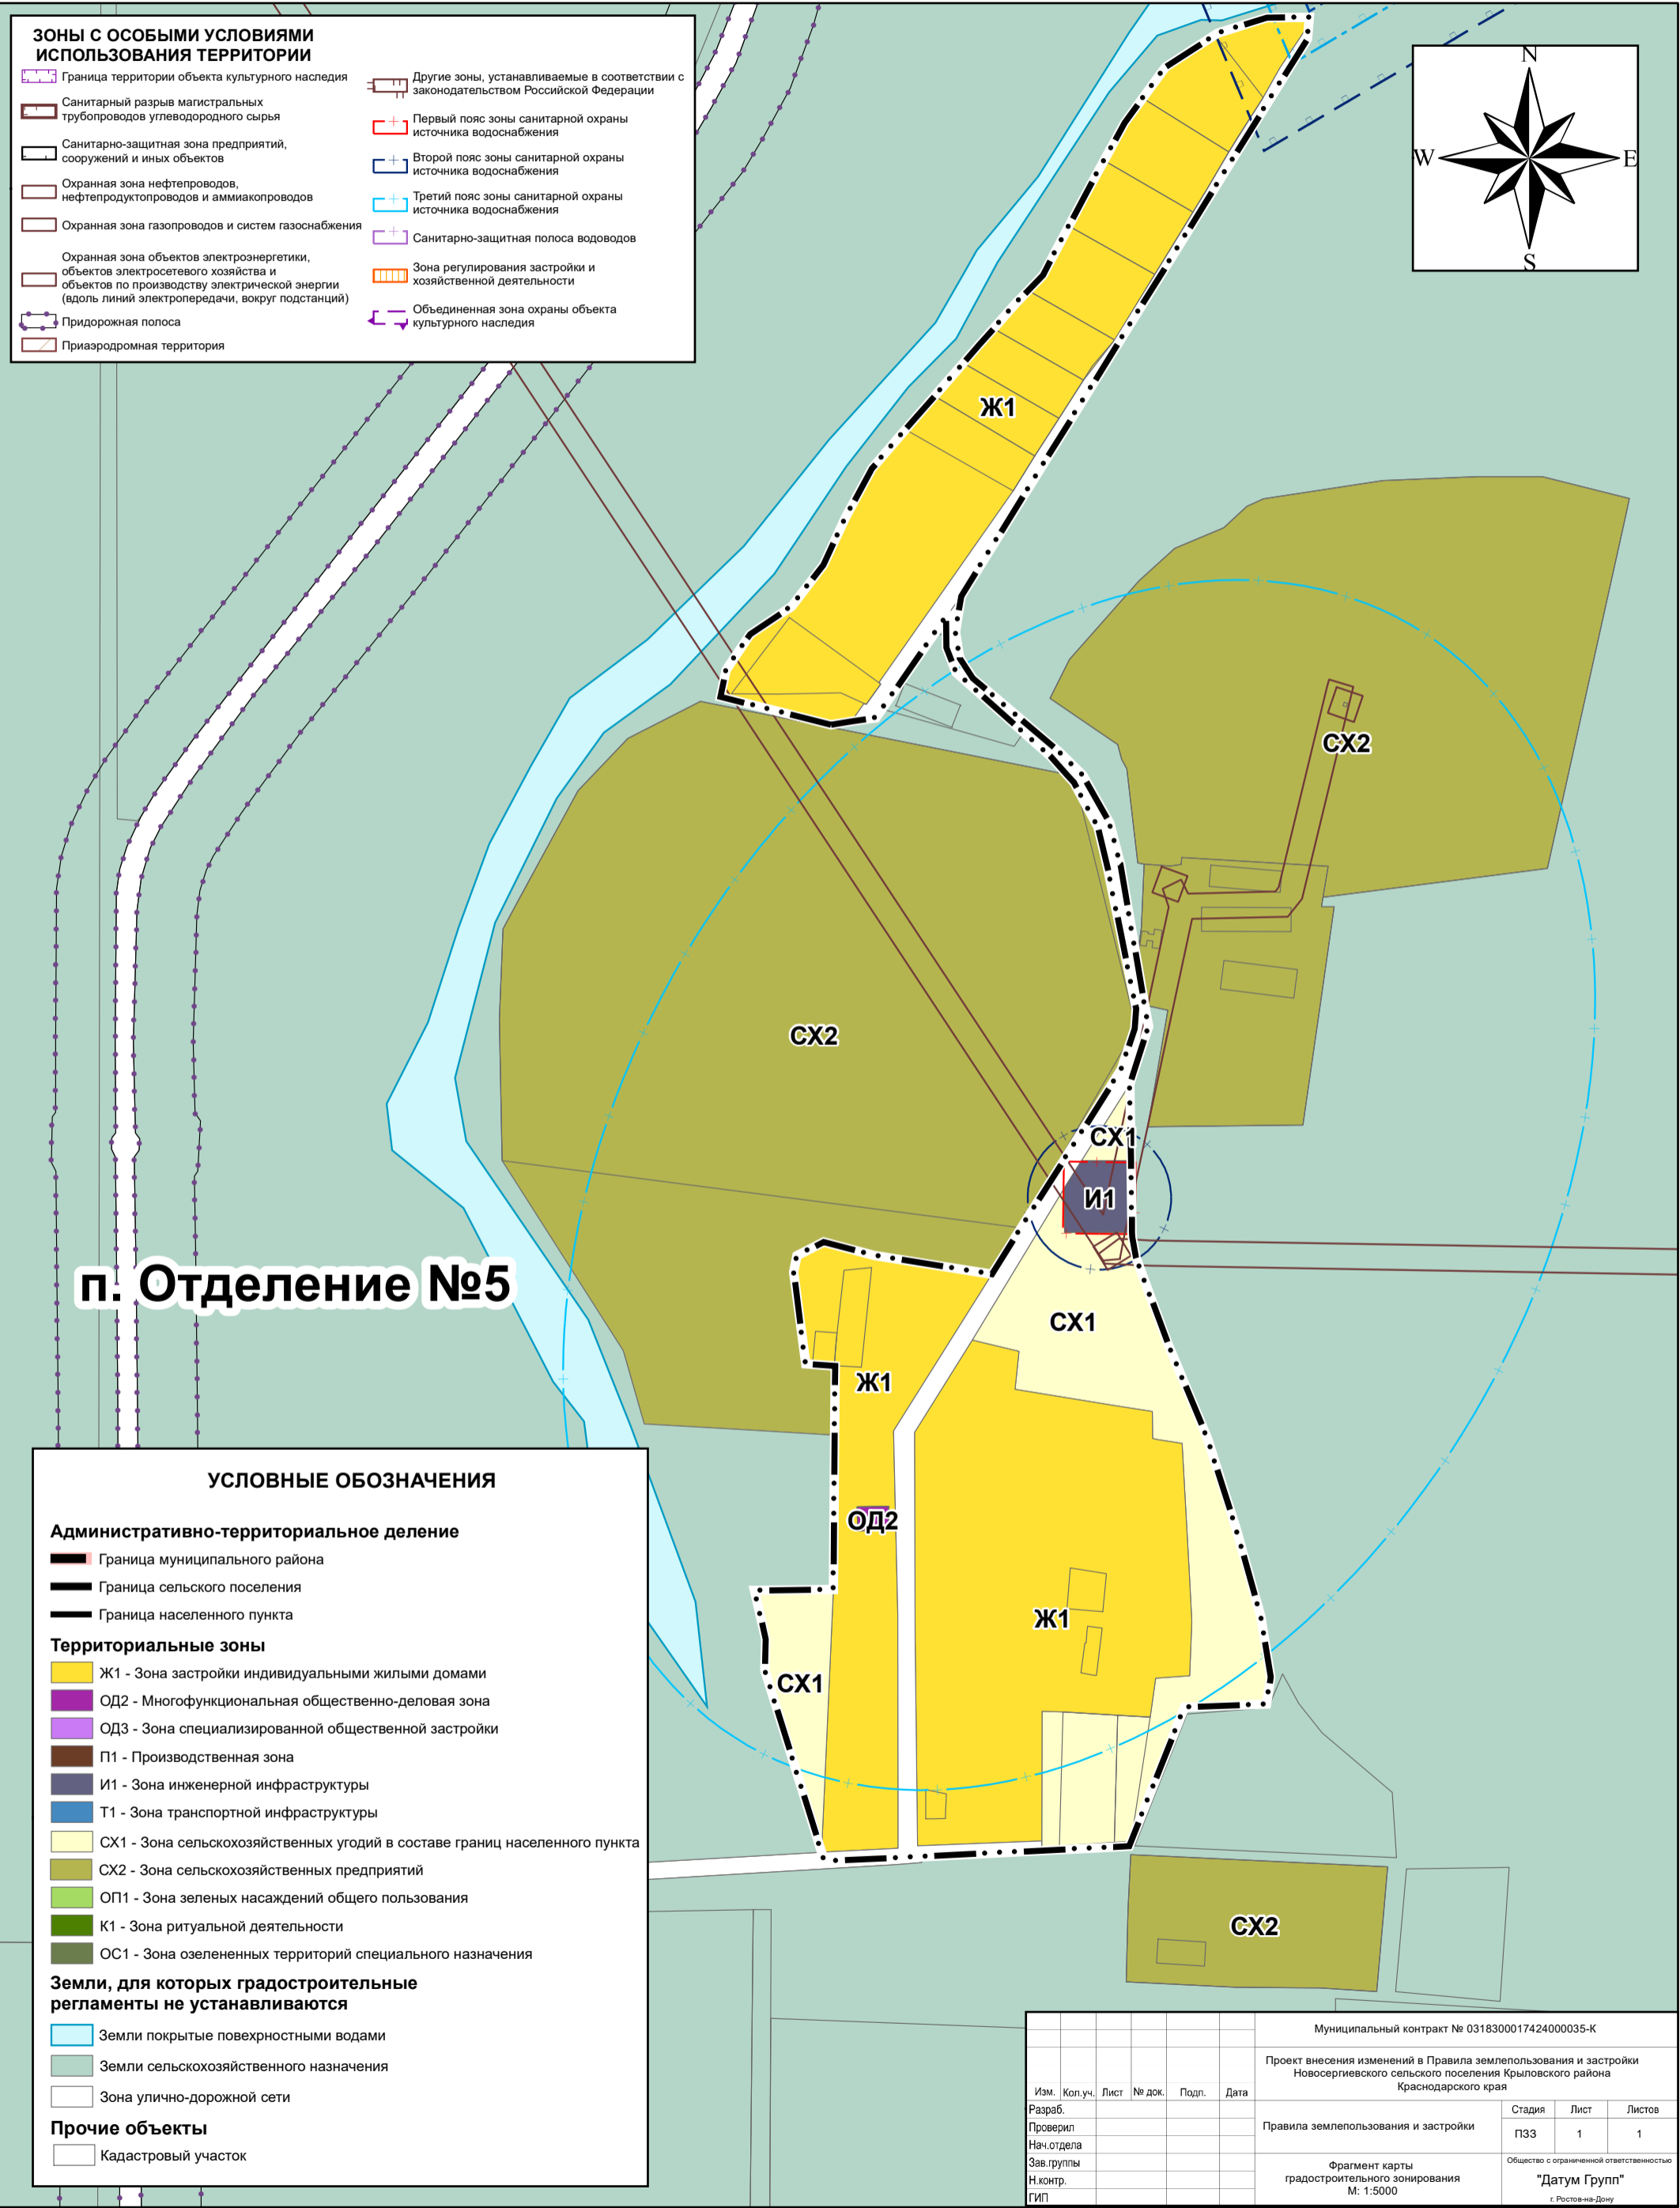 ЗОНЫ С ОСОБЫМИ УСЛОВИЯМИ
ИСПОЛЬЗОВАНИЯ ТЕРРИТОРИИ
Граница территории объекта культурного наследия
Санитарный разрыв магистральных
трубопроводов углеводородного сырья
Санитарно-защитная зона предприятий,
сооружений и иных объектов
Охранная зона нефтепроводов,
нефтепродуктопроводов и аммиакопроводов
Охранная зона газопроводов и систем газоснабжения
Охранная зона объектов электроэнергетики,
объектов электросетевого хозяйства и
объектов по производству электрической энергии
(вдоль линий электропередачи, вокруг подстанций)
Придорожная полоса
Приаэродромная территория
Другие зоны, устанавливаемые в соответствии с
законодательством Российской Федерации
Первый пояс зоны санитарной охраны
источника водоснабжения
Второй пояс зоны санитарной охраны
источника водоснабжения
Третий пояс зоны санитарной охраны
источника водоснабжения
Санитарно-защитная полоса водоводов
Зона регулирования застройки и
хозяйственной деятельности
Объединенная зона охраны объекта
культурного наследия
N
W
E
S
Ж1
СХ2
СХ2
СХ1
И1
п. Отделение №5
СХ1
Ж1
ОД2
Ж1
СХ1
СХ2
УСЛОВНЫЕ ОБОЗНАЧЕНИЯ
Административно-территориальное деление
Граница муниципального района
Граница сельского поселения
Граница населенного пункта
Территориальные зоны
Ж1 - Зона застройки индивидуальными жилыми домами
ОД2 - Многофункциональная общественно-деловая зона
ОД3 - Зона специализированной общественной застройки
П1 - Производственная зона
И1 - Зона инженерной инфраструктуры
Т1 - Зона транспортной инфраструктуры
СХ1 - Зона сельскохозяйственных угодий в составе границ населенного пункта
СХ2 - Зона сельскохозяйственных предприятий
ОП1 - Зона зеленых насаждений общего пользования
К1 - Зона ритуальной деятельности
ОС1 - Зона озелененных территорий специального назначения
Земли, для которых градостроительные
регламенты не устанавливаются
Земли покрытые повехрностными водами
Земли сельскохозяйственного назначения
Зона улично-дорожной сети
Прочие объекты
Кадастровый участок
Муниципальный контракт № 0318300017424000035-К
Проект внесения изменений в Правила землепользования и застройки
Новосергиевского сельского поселения Крыловского района
Краснодарского края
Изм. Кол.уч. Лист № док. Подп. Дата
Разраб.
Проверил
Нач.отдела
Зав.группы
Н.контр.
ГИП
Правила землепользования и застройки
Стадия Лист Листов
ПЗЗ 1 1
Фрагмент карты
градостроительного зонирования
М: 1:5000
Общество с ограниченной ответственностью
"Датум Групп"
г. Ростов-на-Дону